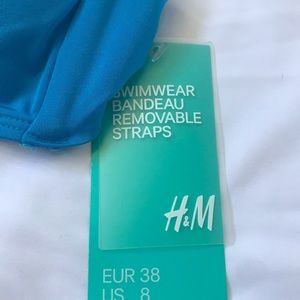 SWIMWEAR
BANDEAU
REMOVABLE
STRAPS
H&M
EUR 38
US 8